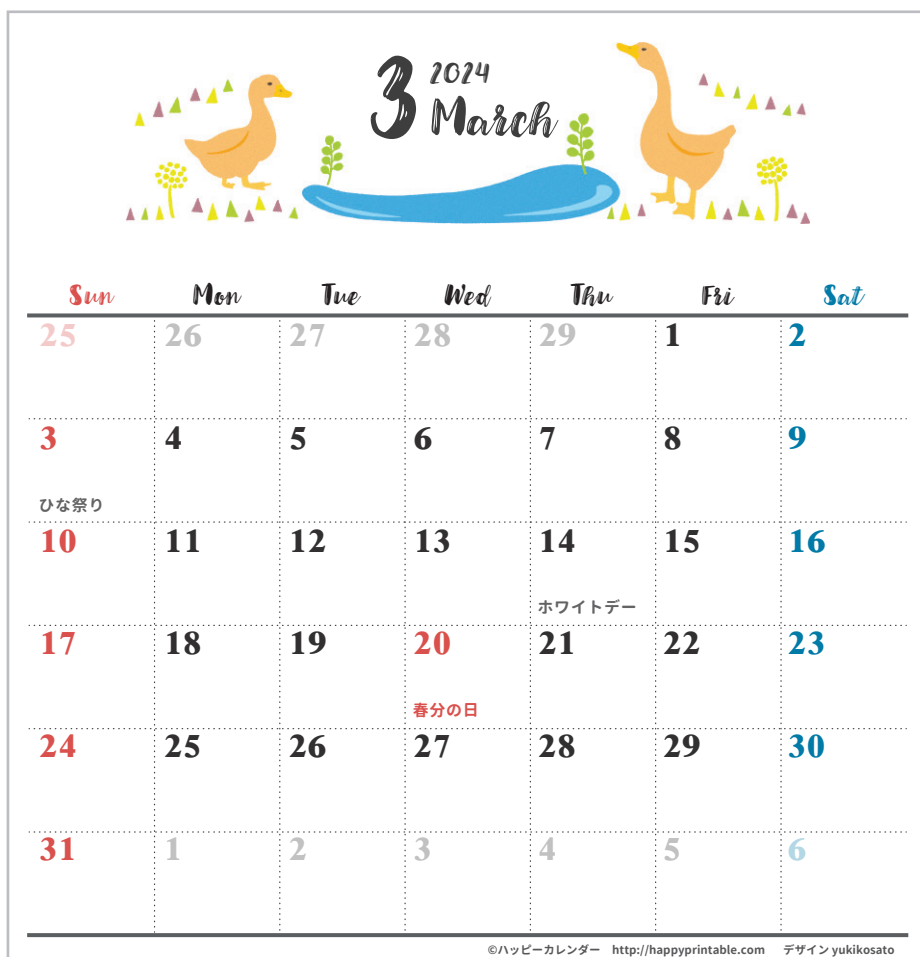 3 2024
March
Sun Mon Tue Wed Thu Fri Sat
25 26 27 28 29 1 2
3 4 5 6 7 8 9
ひな祭り
10 11 12 13 14 15 16
ホワイトデー
17 18 19 20 21 22 23
春分の日
24 25 26 27 28 29 30
31 1 2 3 4 5 6
©ハッピーカレンダー http://happyprintable.com デザイン yukikosato